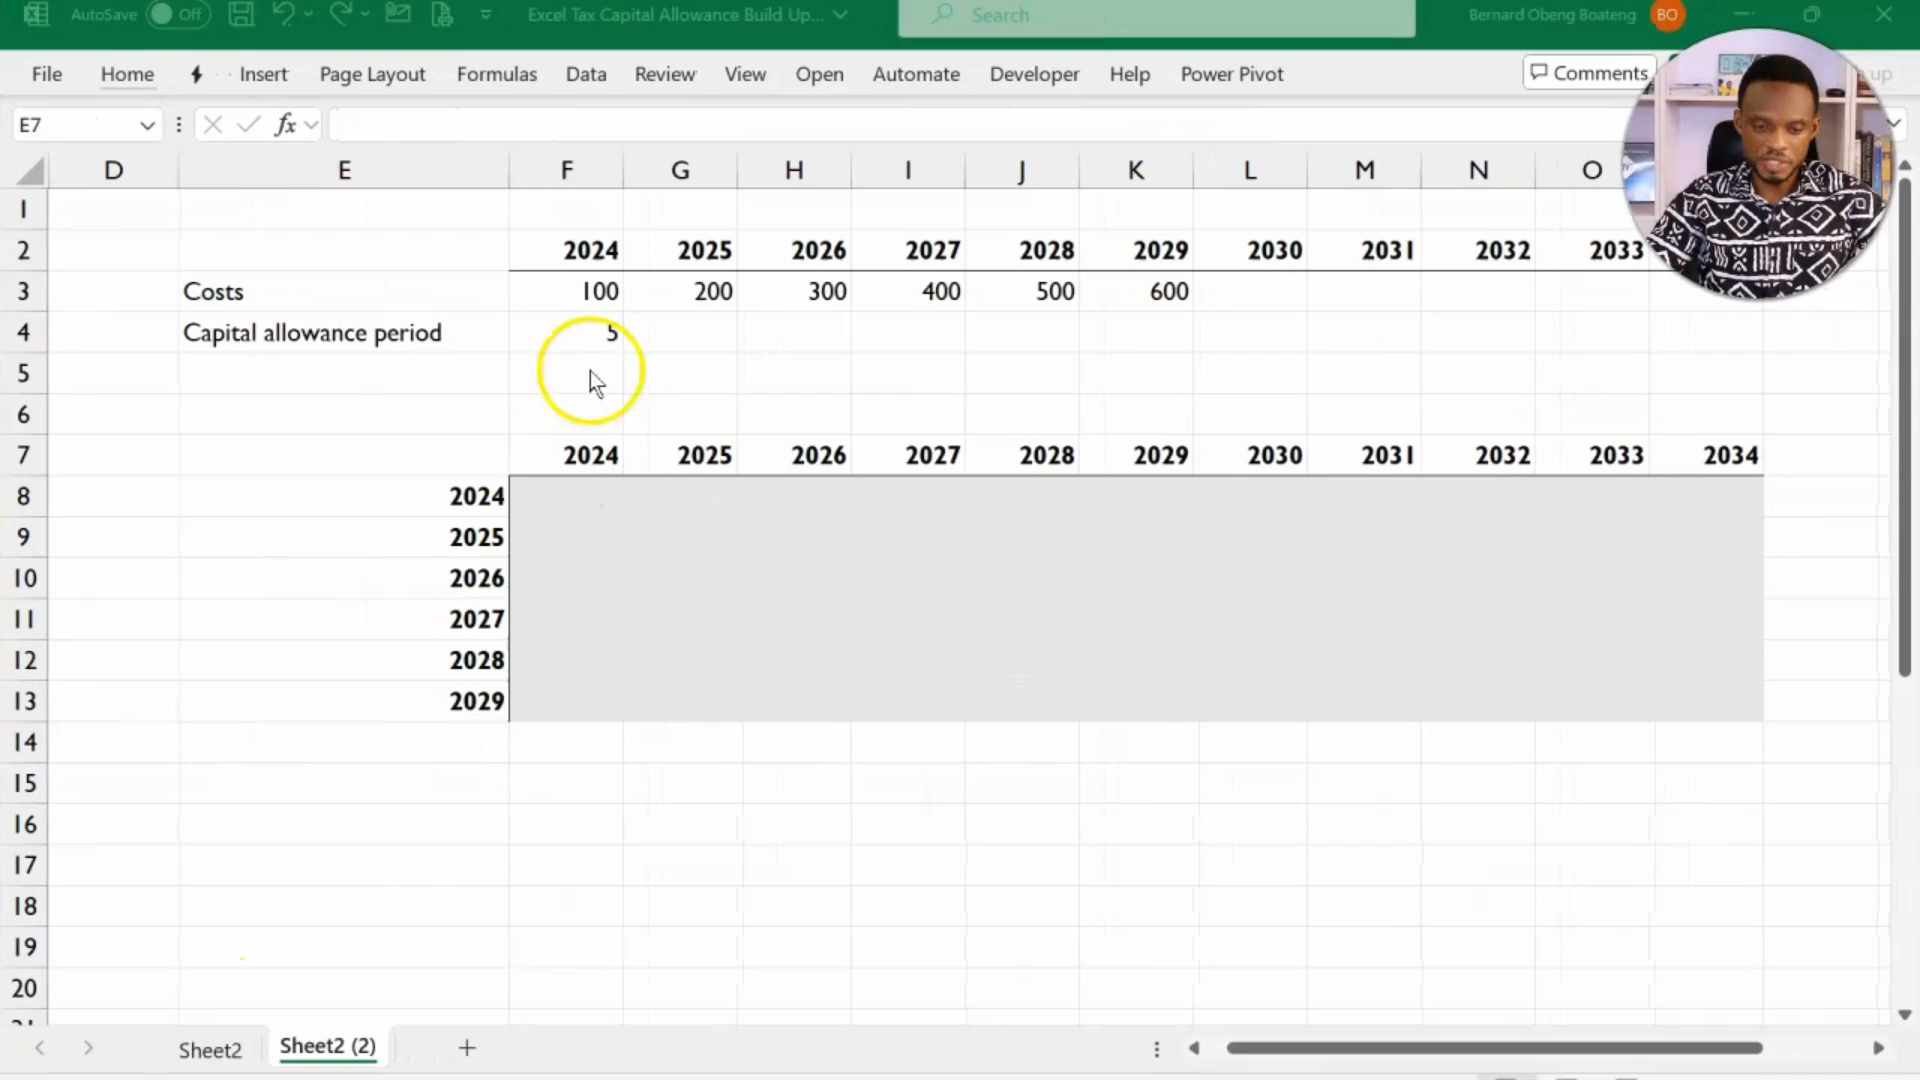 AutoSave Off Excel Tax Capital Allowance Build Up... Search Bernard Obeng Boateng BO
File Home Insert Page Layout Formulas Data Review View Open Automate Developer Help Power Pivot Comments up
E7 fx
D E F G H I J K L M N O
1
2 2024 2025 2026 2027 2028 2029 2030 2031 2032 2033
3 Costs 100 200 300 400 500 600
4 Capital allowance period 5
5
6
7 2024 2025 2026 2027 2028 2029 2030 2031 2032 2033 2034
8 2024
9 2025
10 2026
11 2027
12 2028
13 2029
14
15
16
17
18
19
20
Sheet2 Sheet2 (2)